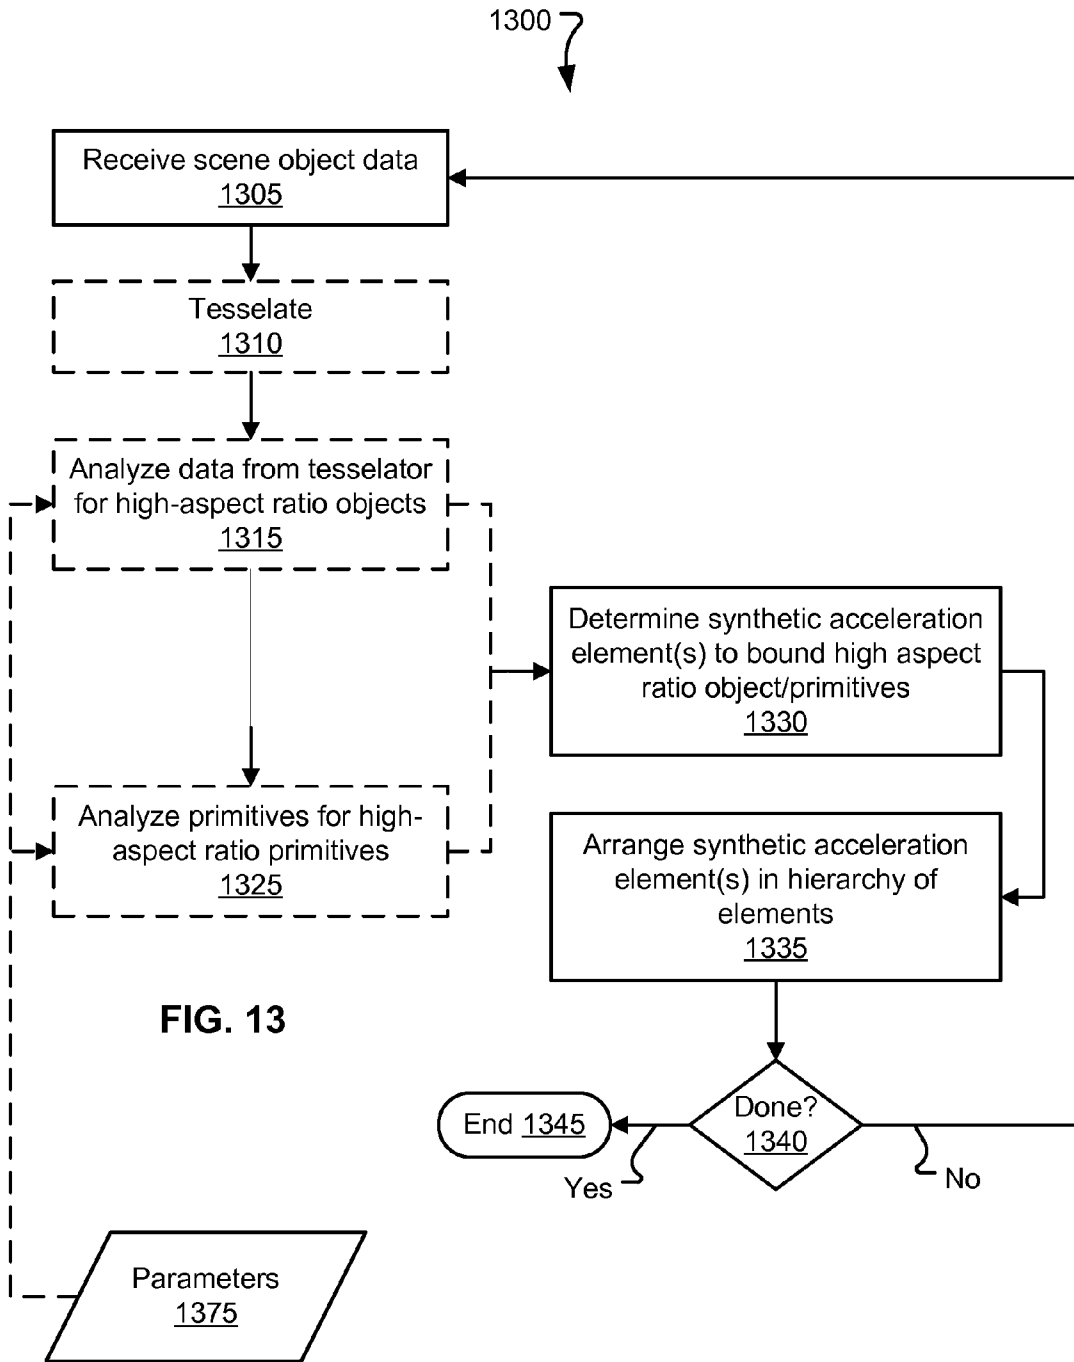 1300
Receive scene object data
1305
Tesselate
1310
Analyze data from tesselator
for high-aspect ratio objects
1315
Analyze primitives for high-
aspect ratio primitives
1325
Determine synthetic acceleration
element(s) to bound high aspect
ratio object/primitives
1330
Arrange synthetic acceleration
element(s) in hierarchy of
elements
1335
FIG. 13
Done?
1340
End 1345
Yes
No
Parameters
1375